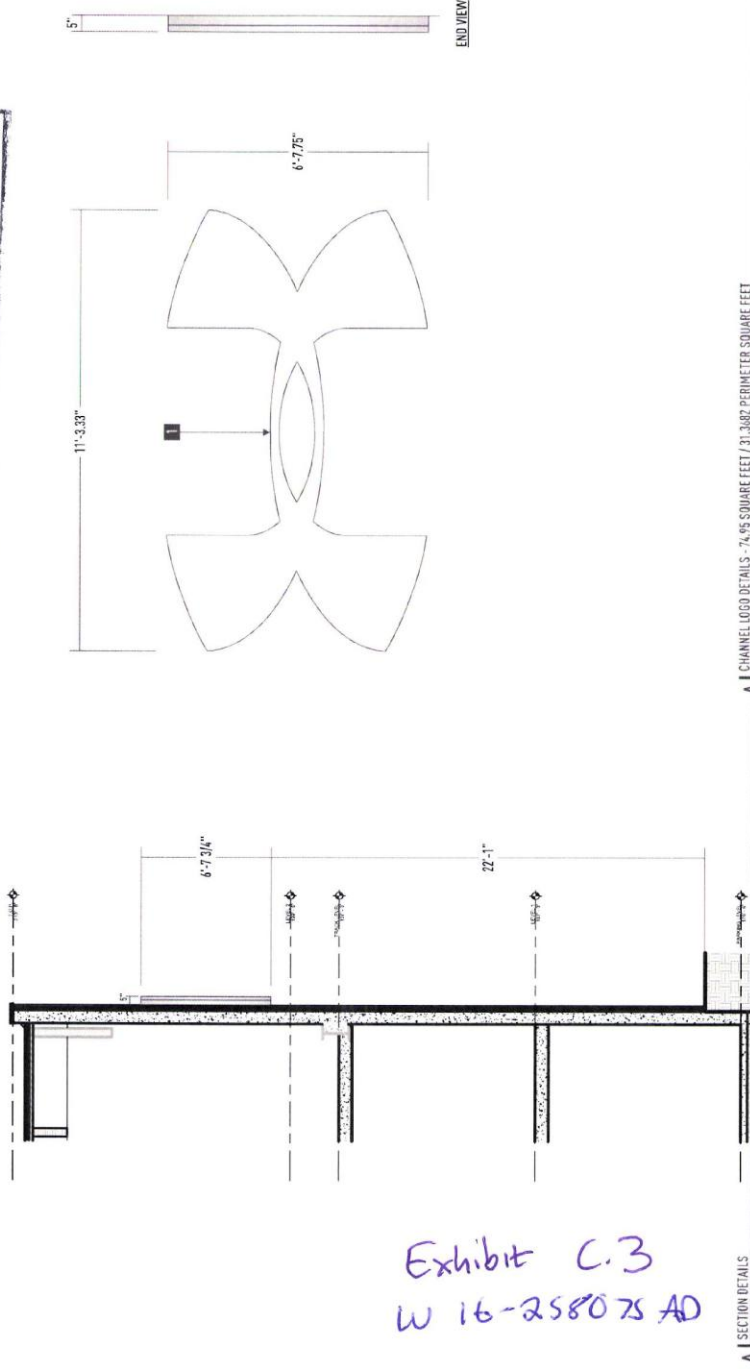 5"
END VIEW
11'-3.33"
6'-7.75"
1
A | CHANNEL LOGO DETAILS - 74.95 SQUARE FEET / 31.3682 PERIMETER SQUARE FEET
5"
6'-7 3/4"
22'-1"
A | SECTION DETAILS
Exhibit C.3
W 16-258075 AD